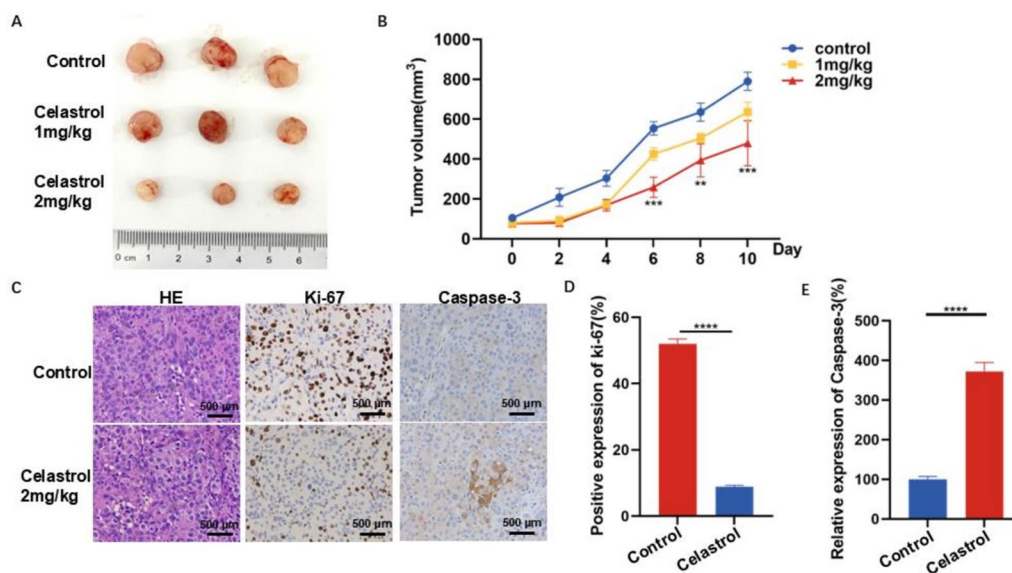 A
Control
Celastrol
1mg/kg
Celastrol
2mg/kg
0 cm 1 2 3 4 5 6
B
Tumor volume(mm³)
1000
800
600
400
200
0
0 2 4 6 8 10
Day
control
1mg/kg
2mg/kg
***
**
***
C
HE Ki-67 Caspase-3
Control
500 µm 500 µm 500 µm
Celastrol
2mg/kg
500 µm 500 µm 500 µm
D
Positive expression of ki-67(%)
60
40
20
0
****
Control Celastrol
E
Relative expression of Caspase-3(%)
500
400
300
200
100
0
****
Control Celastrol